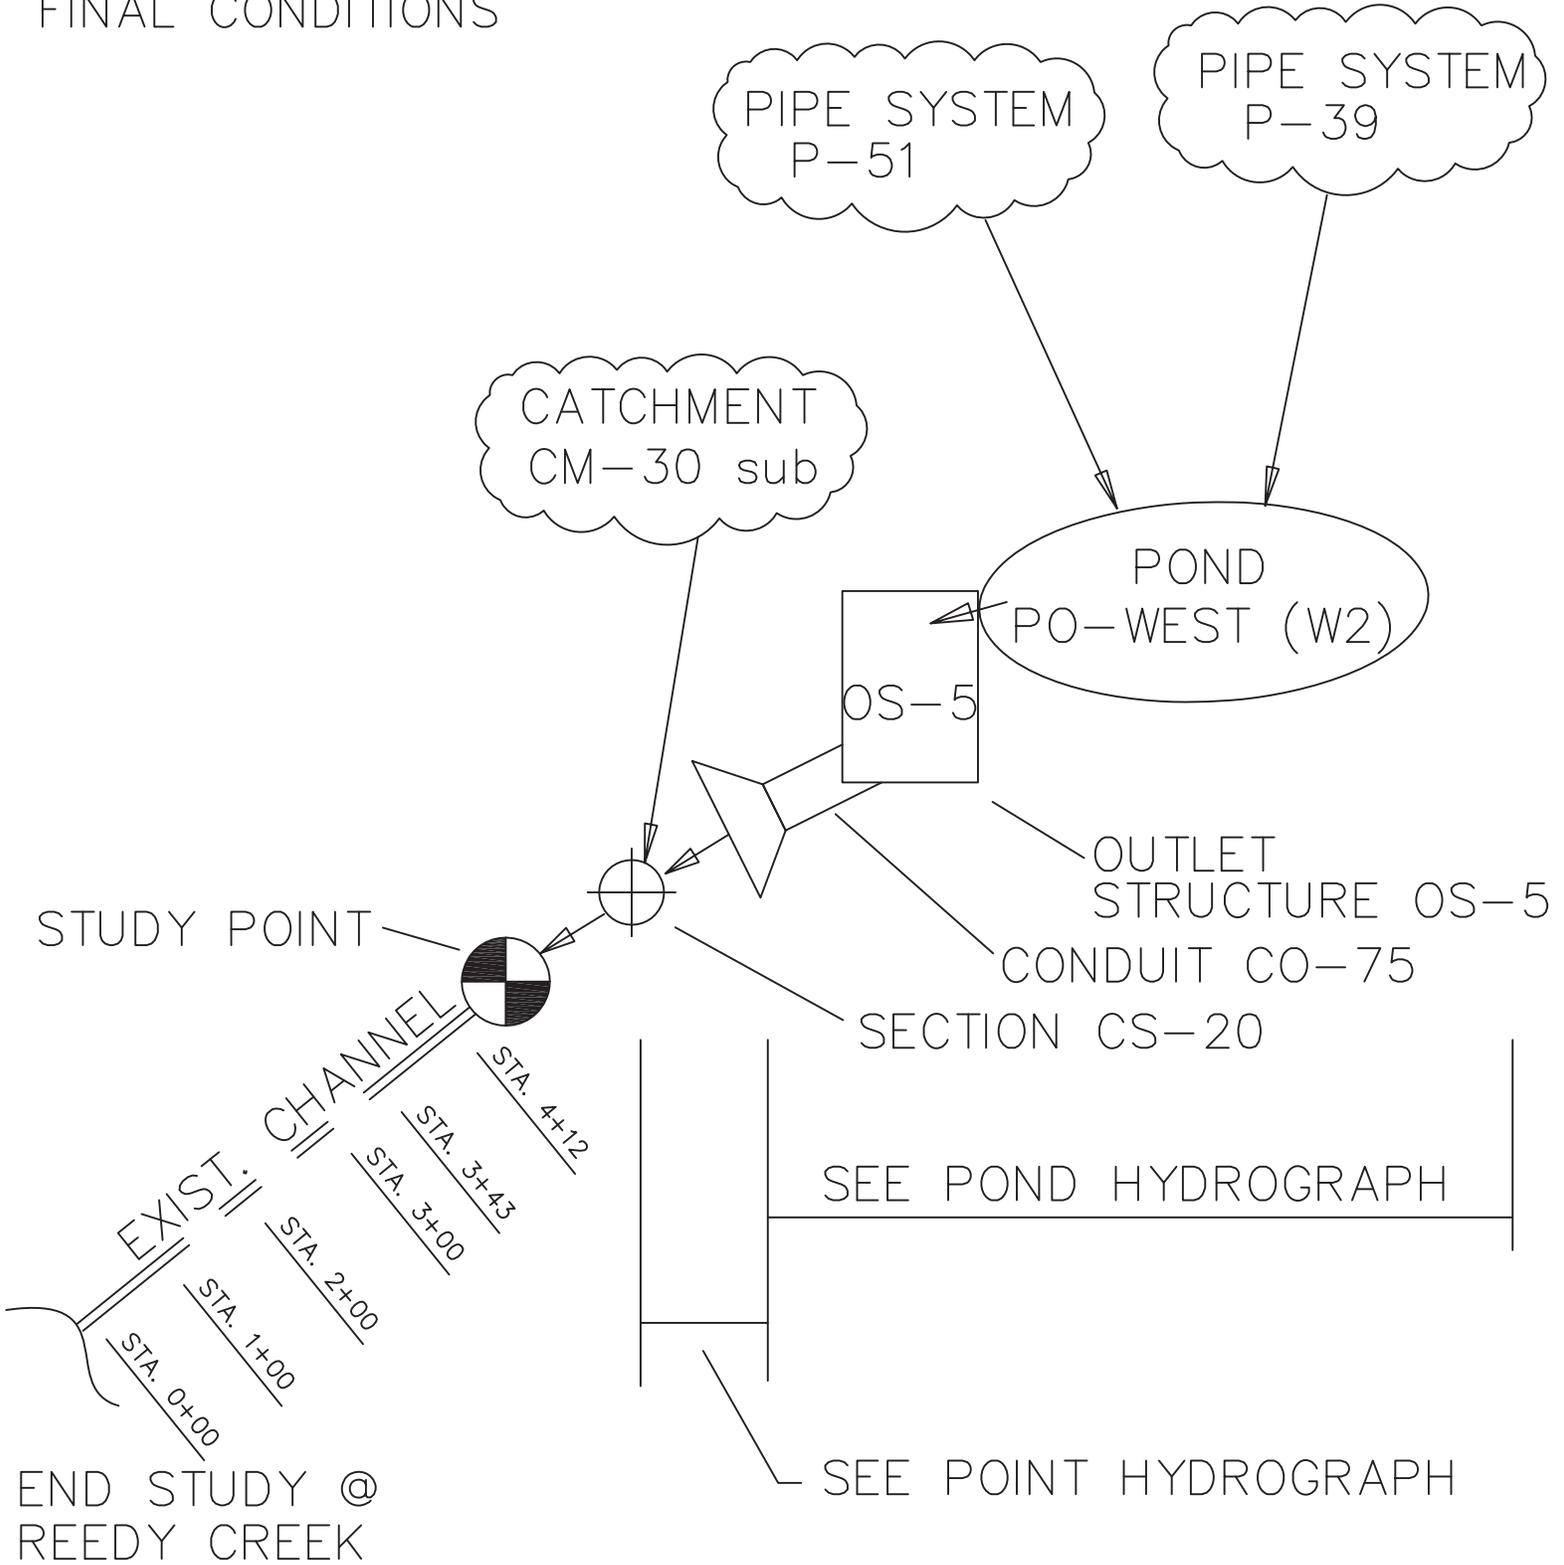 FINAL CONDITIONS
PIPE SYSTEM
P-39
PIPE SYSTEM
P-51
CATCHMENT
CM-30 sub
POND
PO-WEST (W2)
OS-5
OUTLET
STRUCTURE OS-5
CONDUIT CO-75
SECTION CS-20
STUDY POINT
EXIST. CHANNEL
STA. 4+12
STA. 3+43
STA. 3+00
STA. 2+00
STA. 1+00
STA. 0+00
SEE POND HYDROGRAPH
SEE POINT HYDROGRAPH
END STUDY @
REEDY CREEK